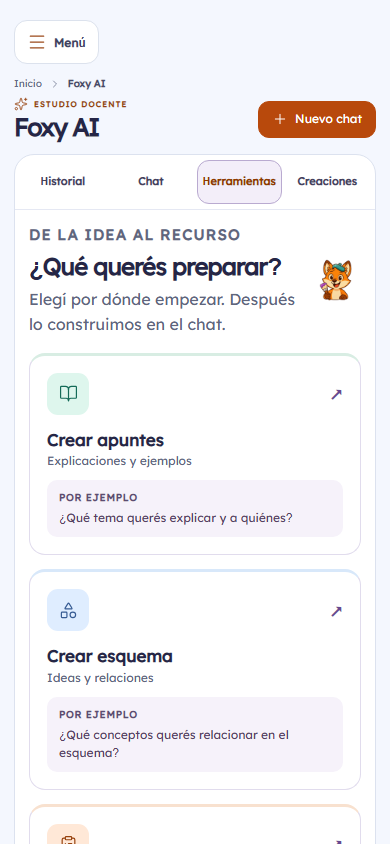 Menú
Inicio > Foxy AI
ESTUDIO DOCENTE
Foxy AI
+ Nuevo chat
Historial Chat Herramientas Creaciones
DE LA IDEA AL RECURSO
¿Qué querés preparar?
Elegí por dónde empezar. Después
lo construimos en el chat.
Crear apuntes
Explicaciones y ejemplos
POR EJEMPLO
¿Qué tema querés explicar y a quiénes?
Crear esquema
Ideas y relaciones
POR EJEMPLO
¿Qué conceptos querés relacionar en el
esquema?